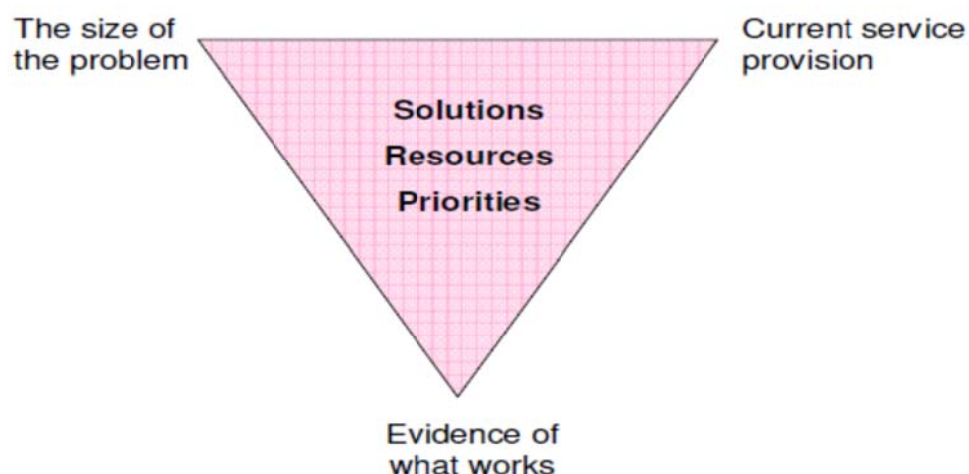 The size of
the problem
Current service
provision
Solutions
Resources
Priorities
Evidence of
what works